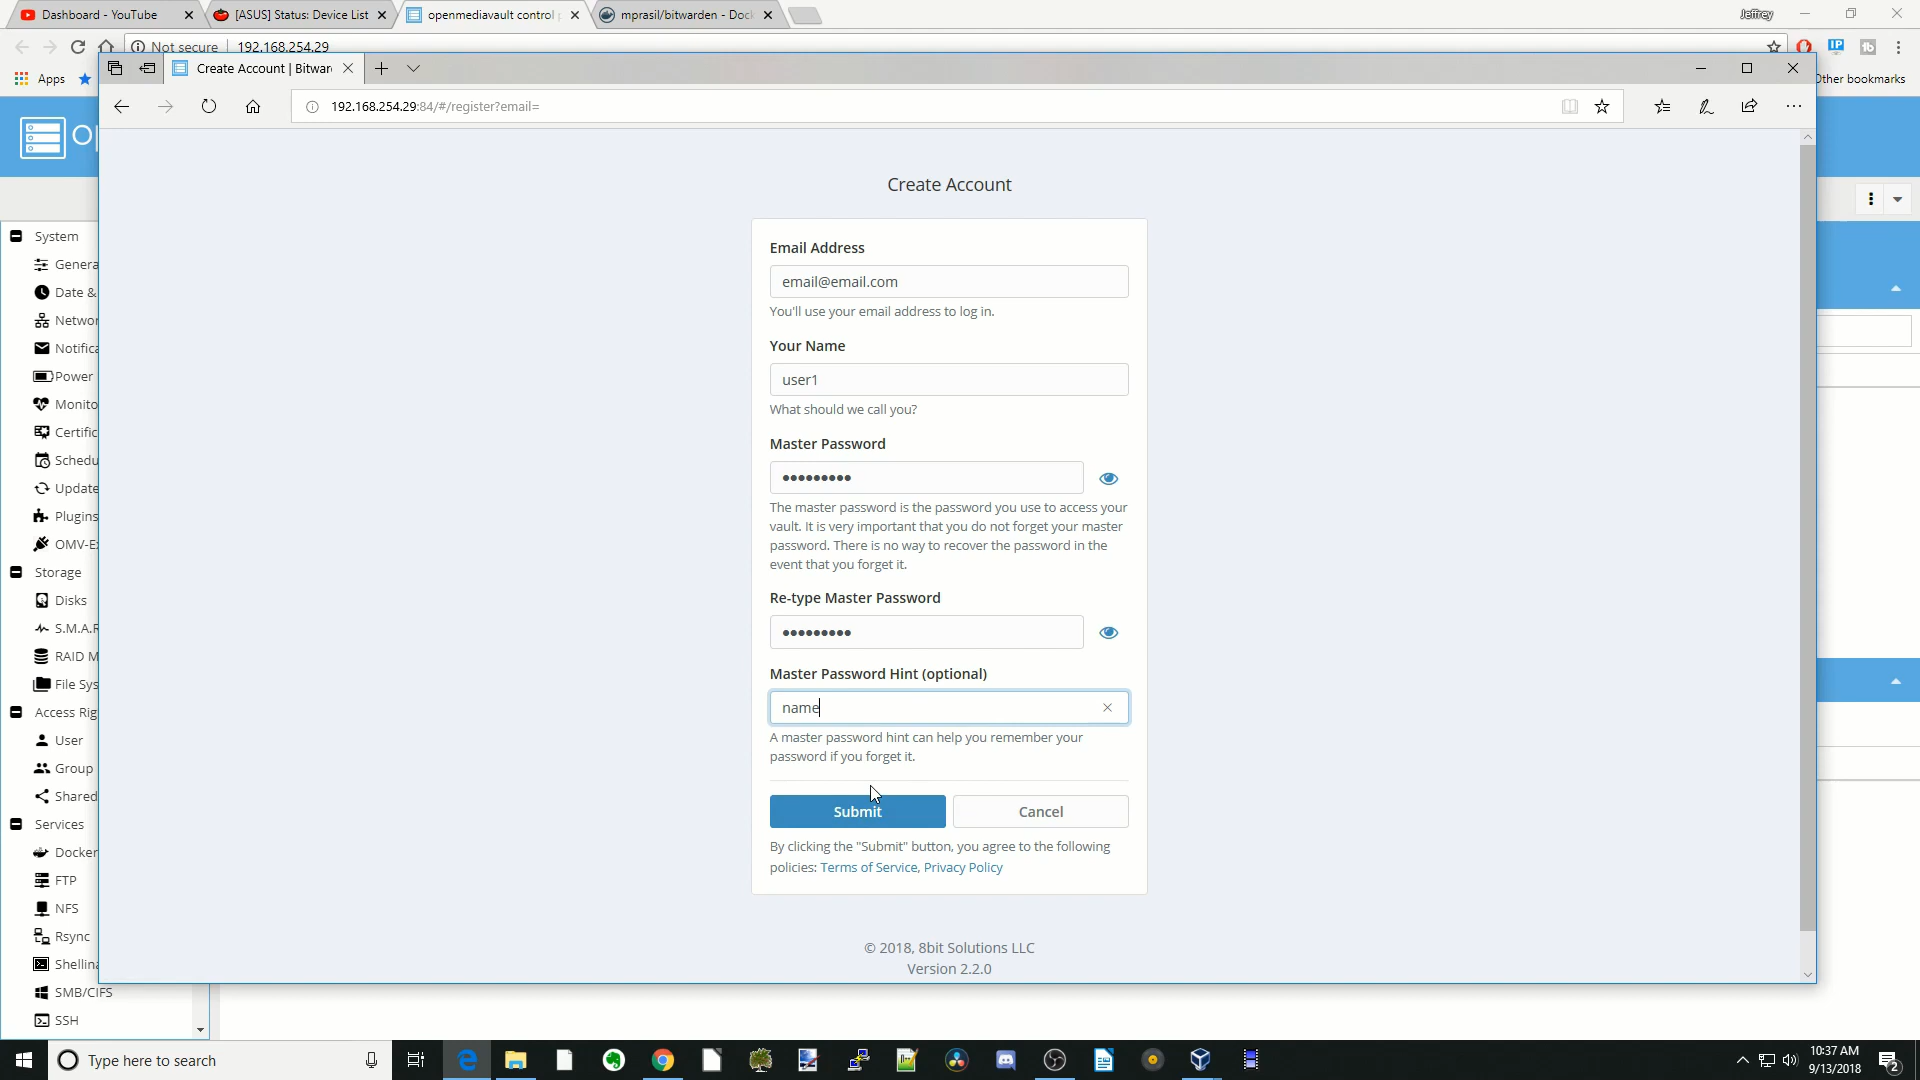 Dashboard - YouTube
[ASUS] Status: Device List
openmediavault control
mprasil/bitwarden - Doc
Jeffrey
Not secure
192.168.254.29
Apps
Other bookmarks
Create Account | Bitwar
192.168.254.29:84/#/register?email=
Create Account
Email Address
email@email.com
You'll use your email address to log in.
Your Name
user1
What should we call you?
Master Password
•••••••••
The master password is the password you use to access your
vault. It is very important that you do not forget your master
password. There is no way to recover the password in the
event that you forget it.
Re-type Master Password
•••••••••
Master Password Hint (optional)
name
A master password hint can help you remember your
password if you forget it.
Submit
Cancel
By clicking the "Submit" button, you agree to the following
policies: Terms of Service, Privacy Policy
© 2018, 8bit Solutions LLC
Version 2.2.0
System
Genera
Date &
Networ
Notifica
Power
Monito
Certific
Schedu
Update
Plugins
OMV-E
Storage
Disks
S.M.A.R
RAID M
File Sys
Access Rig
User
Group
Shared
Services
Docker
FTP
NFS
Rsync
Shellina
SMB/CIFS
SSH
Type here to search
10:37 AM
9/13/2018
2